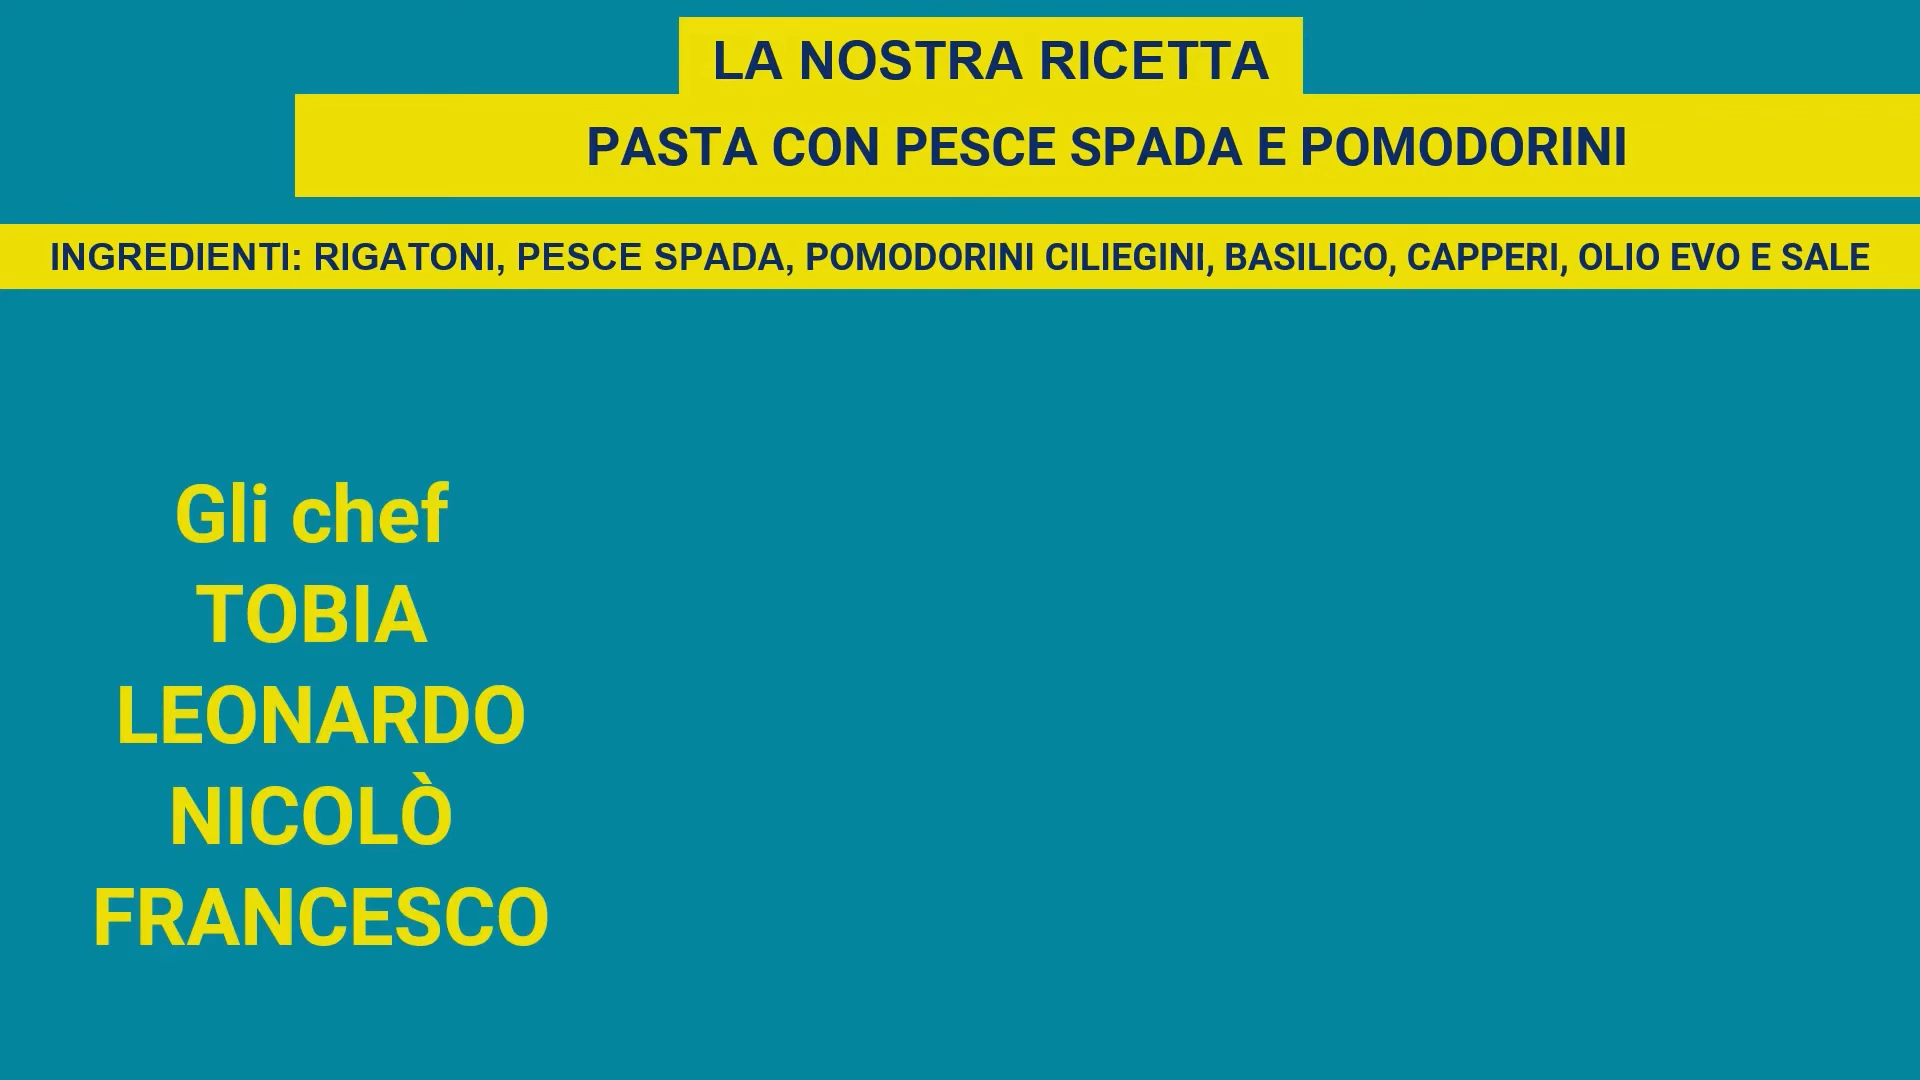 LA NOSTRA RICETTA
PASTA CON PESCE SPADA E POMODORINI
INGREDIENTI: RIGATONI, PESCE SPADA, POMODORINI CILIEGINI, BASILICO, CAPPERI, OLIO EVO E SALE
Gli chef
TOBIA
LEONARDO
NICOLÒ
FRANCESCO